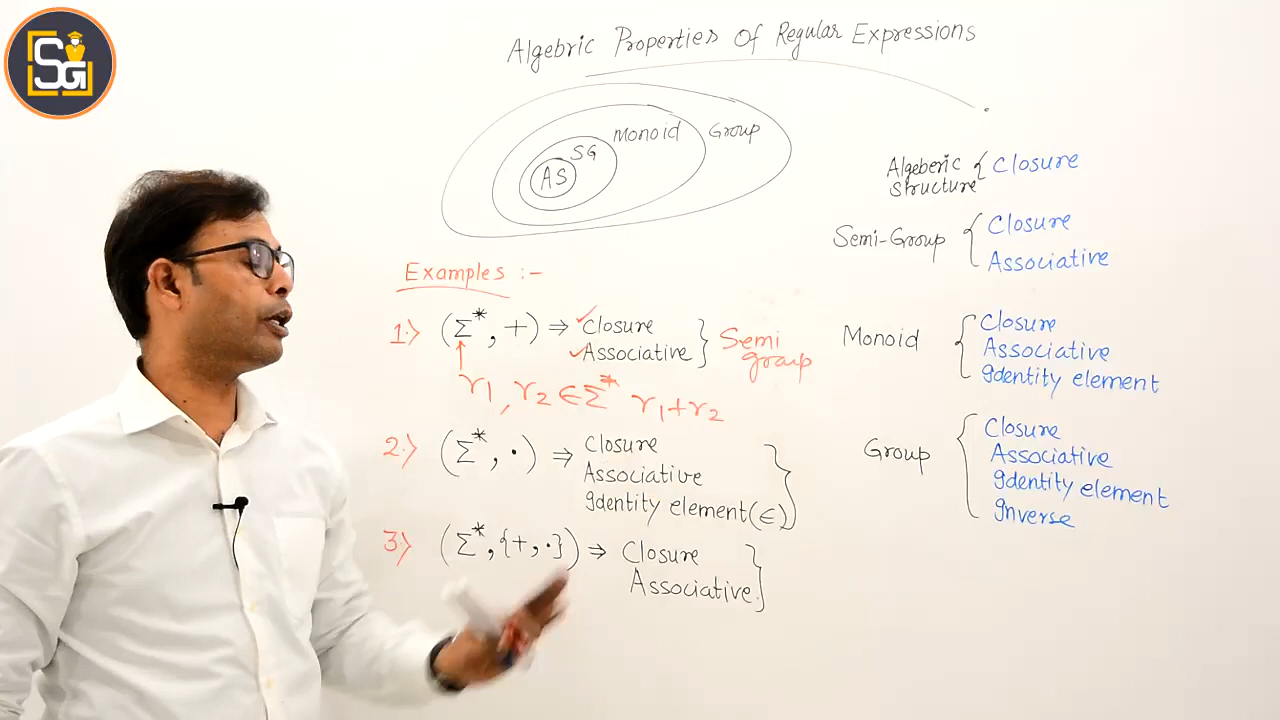 SG
Algebric Properties Of Regular Expressions
AS
SG
Monoid
Group
Algeberic
Structure { Closure
Semi-Group { Closure
Associative
Monoid { Closure
Associative
Identity element
Group { Closure
Associative
Identity element
Inverse
Examples :-
1.) (Σ*, +) ⇒ Closure
Associative } Semi
group
r1, r2 ∈ Σ* r1+r2
2.) (Σ*, ·) ⇒ Closure
Associative
Identity element (∈) }
3.) (Σ*, {+, ·}) ⇒ Closure
Associative }